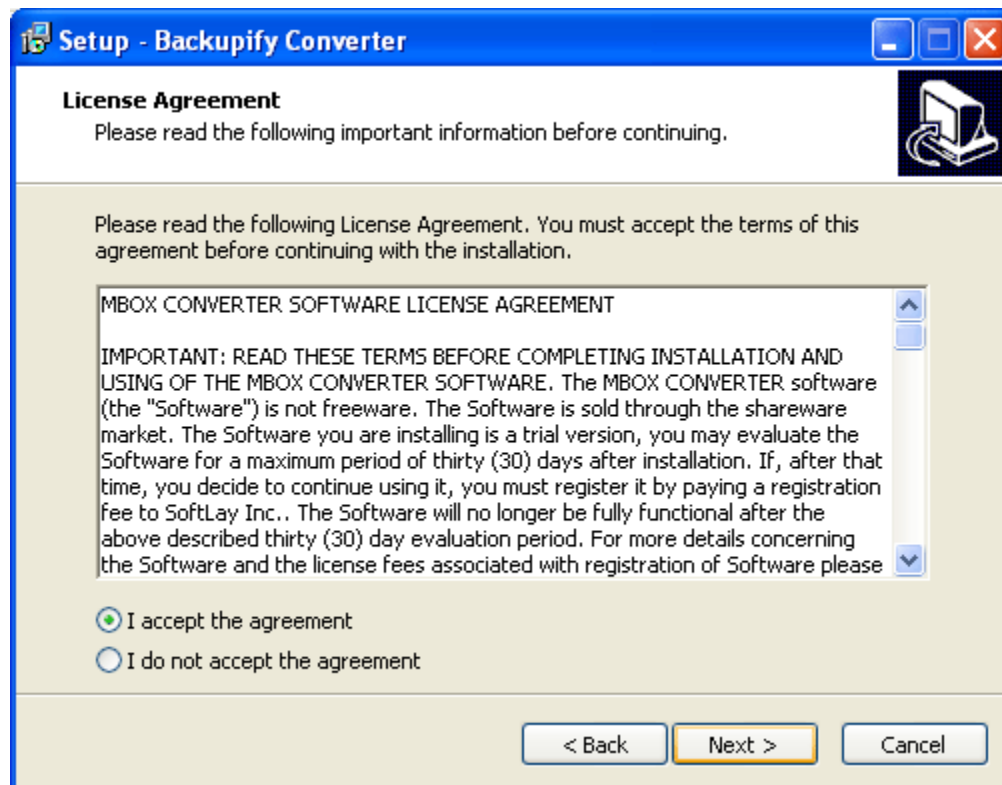 Setup - Backupify Converter
License Agreement
Please read the following important information before continuing.
Please read the following License Agreement. You must accept the terms of this
agreement before continuing with the installation.
MBOX CONVERTER SOFTWARE LICENSE AGREEMENT
IMPORTANT: READ THESE TERMS BEFORE COMPLETING INSTALLATION AND
USING OF THE MBOX CONVERTER SOFTWARE. The MBOX CONVERTER software
(the "Software") is not freeware. The Software is sold through the shareware
market. The Software you are installing is a trial version, you may evaluate the
Software for a maximum period of thirty (30) days after installation. If, after that
time, you decide to continue using it, you must register it by paying a registration
fee to SoftLay Inc.. The Software will no longer be fully functional after the
above described thirty (30) day evaluation period. For more details concerning
the Software and the license fees associated with registration of Software please
I accept the agreement
I do not accept the agreement
< Back Next > Cancel